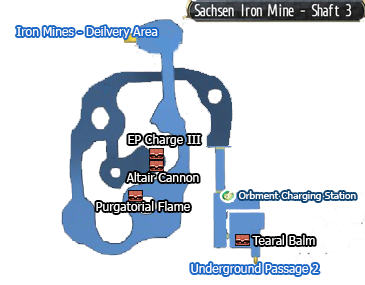 Sachsen Iron Mine - Shaft 3
Iron Mines - Deilvery Area
EP Charge III
Altair Cannon
Purgatorial Flame
Orbment Charging Station
Tearal Balm
Underground Passage 2